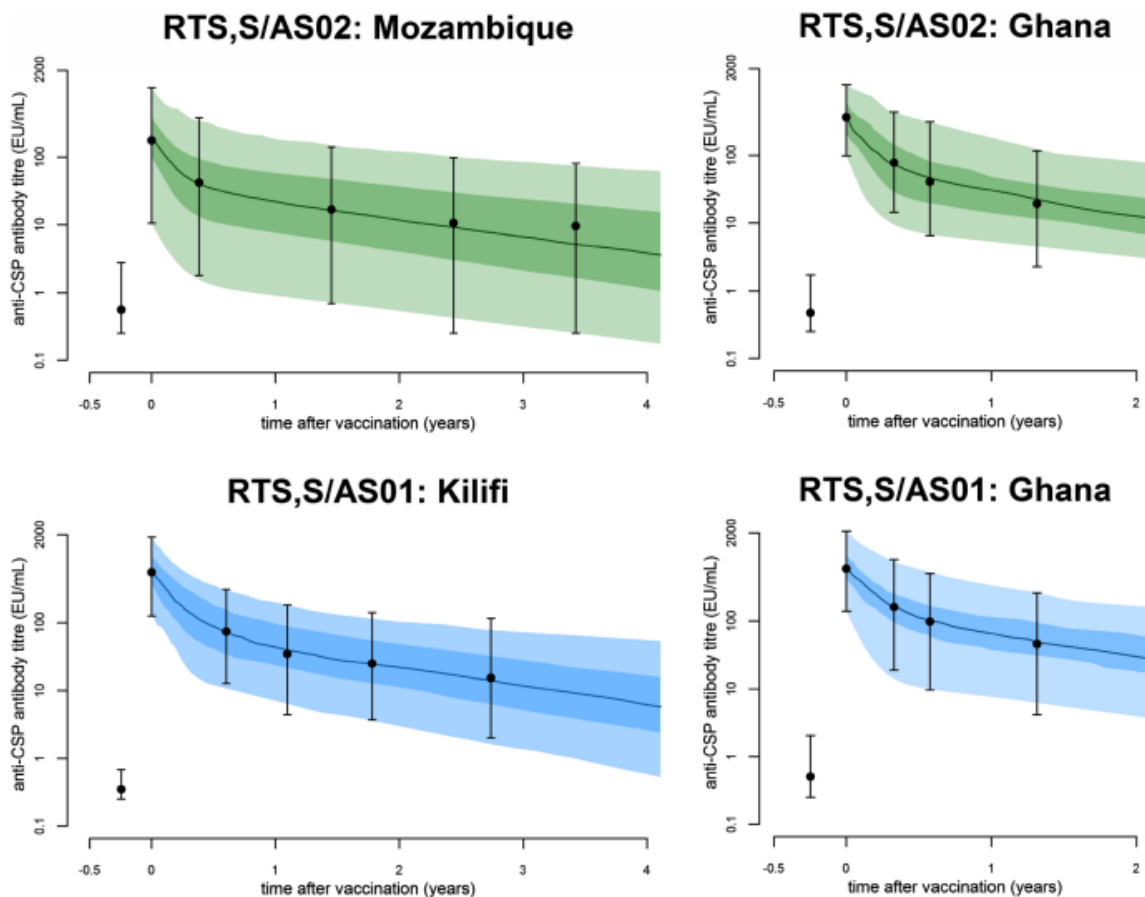 RTS,S/AS02: Mozambique
anti-CSP antibody titre (EU/mL)
2000
100
10
1
0.1
-0.5 0 1 2 3 4
time after vaccination (years)
RTS,S/AS02: Ghana
anti-CSP antibody titre (EU/mL)
2000
100
10
1
0.1
-0.5 0 1 2
time after vaccination (years)
RTS,S/AS01: Kilifi
anti-CSP antibody titre (EU/mL)
2000
100
10
1
0.1
-0.5 0 1 2 3 4
time after vaccination (years)
RTS,S/AS01: Ghana
anti-CSP antibody titre (EU/mL)
2000
100
10
1
0.1
-0.5 0 1 2
time after vaccination (years)